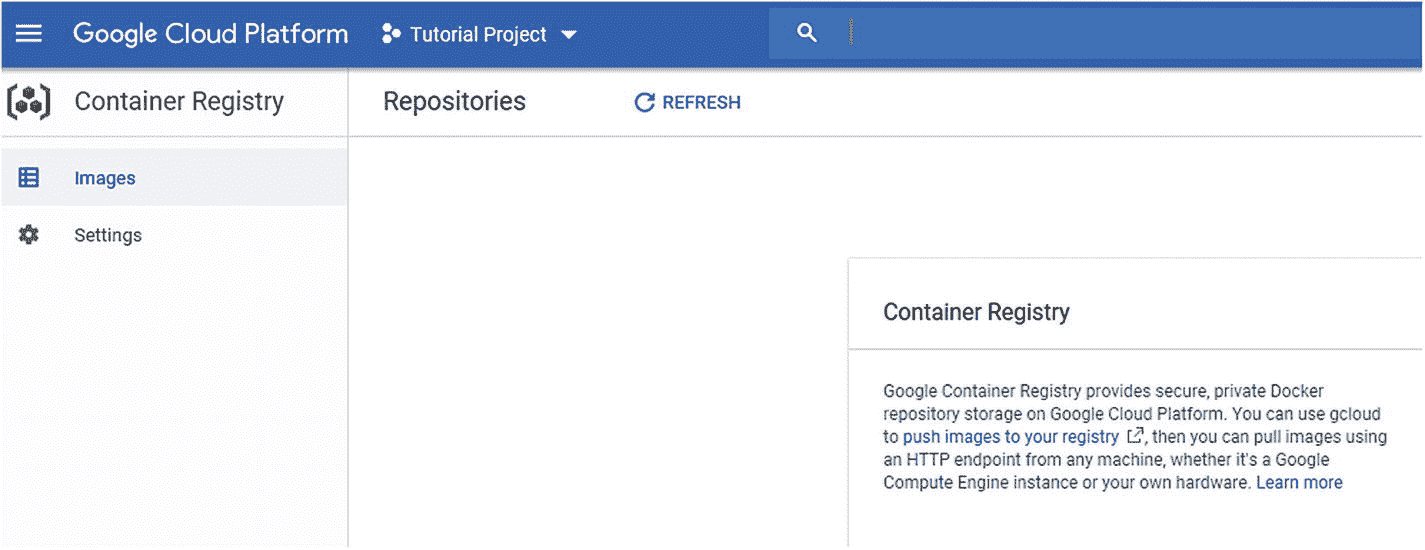 Google Cloud Platform Tutorial Project
Container Registry
Repositories
REFRESH
Images
Settings
Container Registry
Google Container Registry provides secure, private Docker
repository storage on Google Cloud Platform. You can use gcloud
to push images to your registry , then you can pull images using
an HTTP endpoint from any machine, whether it's a Google
Compute Engine instance or your own hardware. Learn more